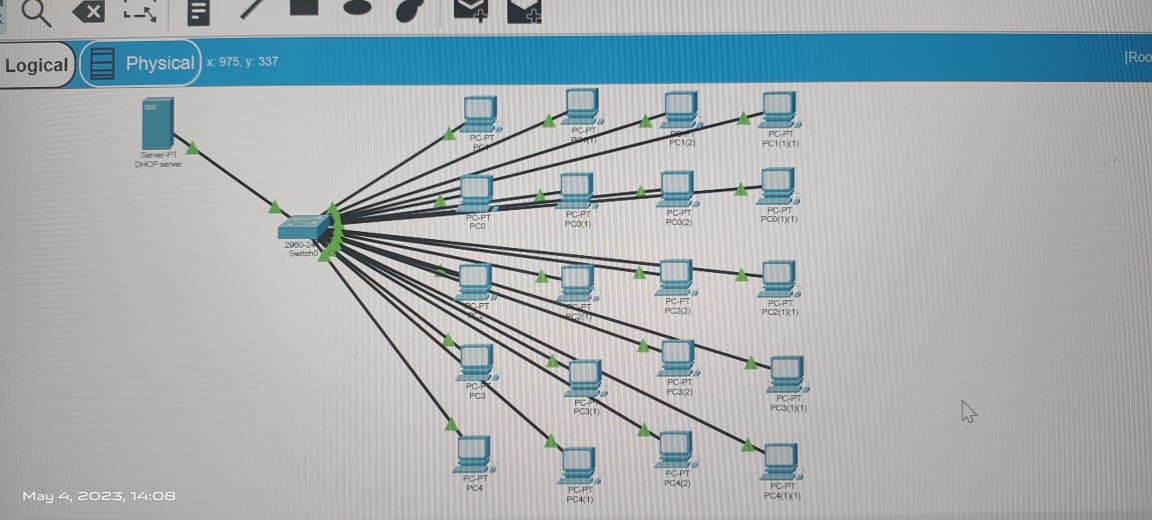 Logical
Physical
x: 975, y: 337
[Roo
Server-PT
DHCP server
2960-24
Switch0
PC-PT
PC1
PC-PT
PC1(1)
PC1(2)
PC-PT
PC1(1)(1)
PC-PT
PC0
PC-PT
PC0(1)
PC-PT
PC0(2)
PC-PT
PC0(1)(1)
PC-PT
PC2
PC-PT
PC2(1)
PC-PT
PC2(2)
PC-PT
PC2(1)(1)
PC-PT
PC3
PC-PT
PC3(1)
PC-PT
PC3(2)
PC-PT
PC3(1)(1)
PC-PT
PC4
PC-PT
PC4(1)
PC-PT
PC4(2)
PC-PT
PC4(1)(1)
May 4, 2023, 14:08